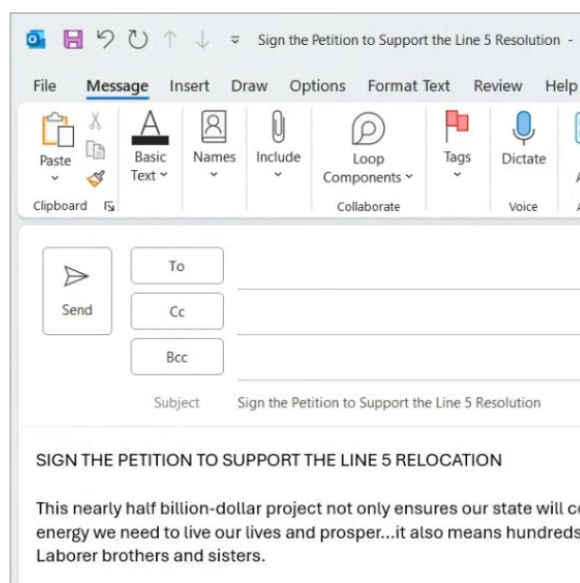 Sign the Petition to Support the Line 5 Resolution -
File Message Insert Draw Options Format Text Review Help
Paste Basic Text Names Include Loop Components Tags Dictate
Clipboard Collaborate Voice
To
Send
Cc
Bcc
Subject Sign the Petition to Support the Line 5 Resolution
SIGN THE PETITION TO SUPPORT THE LINE 5 RELOCATION
This nearly half billion-dollar project not only ensures our state will
energy we need to live our lives and prosper...it also means hundreds
Laborer brothers and sisters.